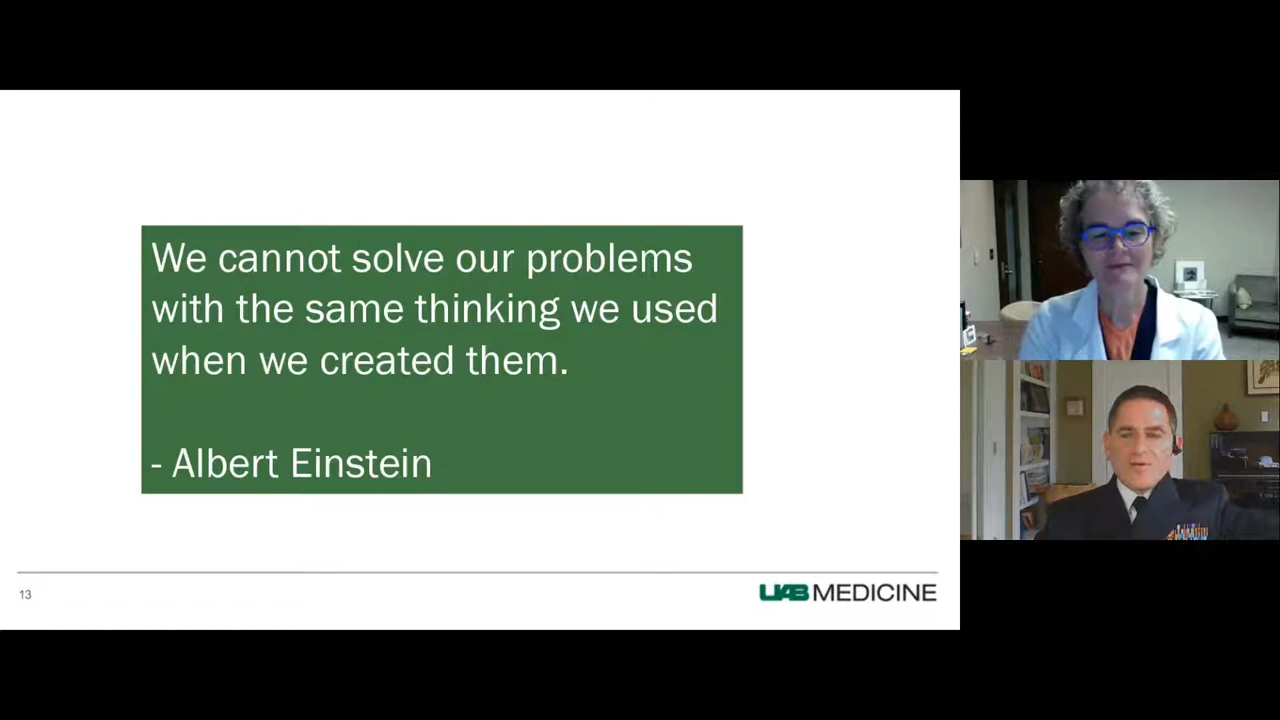 We cannot solve our problems
with the same thinking we used
when we created them.
- Albert Einstein
13
UAB MEDICINE